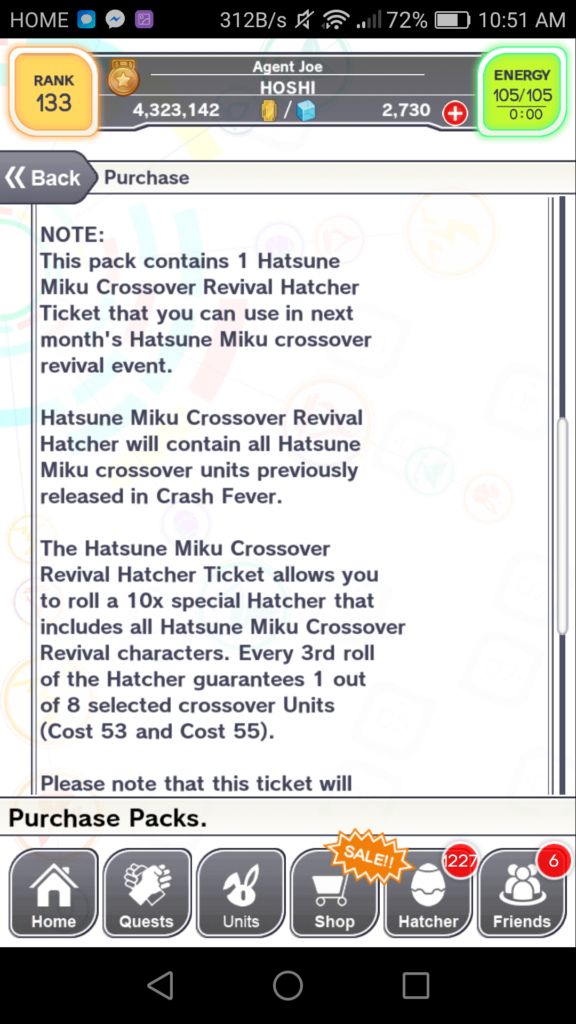 HOME 312B/s 72% 10:51 AM
RANK
133
Agent Joe
HOSHI
4,323,142 / 2,730
ENERGY
105/105
0:00
Back
Purchase
NOTE:
This pack contains 1 Hatsune
Miku Crossover Revival Hatcher
Ticket that you can use in next
month's Hatsune Miku crossover
revival event.
Hatsune Miku Crossover Revival
Hatcher will contain all Hatsune
Miku crossover units previously
released in Crash Fever.
The Hatsune Miku Crossover
Revival Hatcher Ticket allows you
to roll a 10x special Hatcher that
includes all Hatsune Miku Crossover
Revival characters. Every 3rd roll
of the Hatcher guarantees 1 out
of 8 selected crossover Units
(Cost 53 and Cost 55).
Please note that this ticket will
Purchase Packs.
SALE!!
1227
6
Home
Quests
Units
Shop
Hatcher
Friends